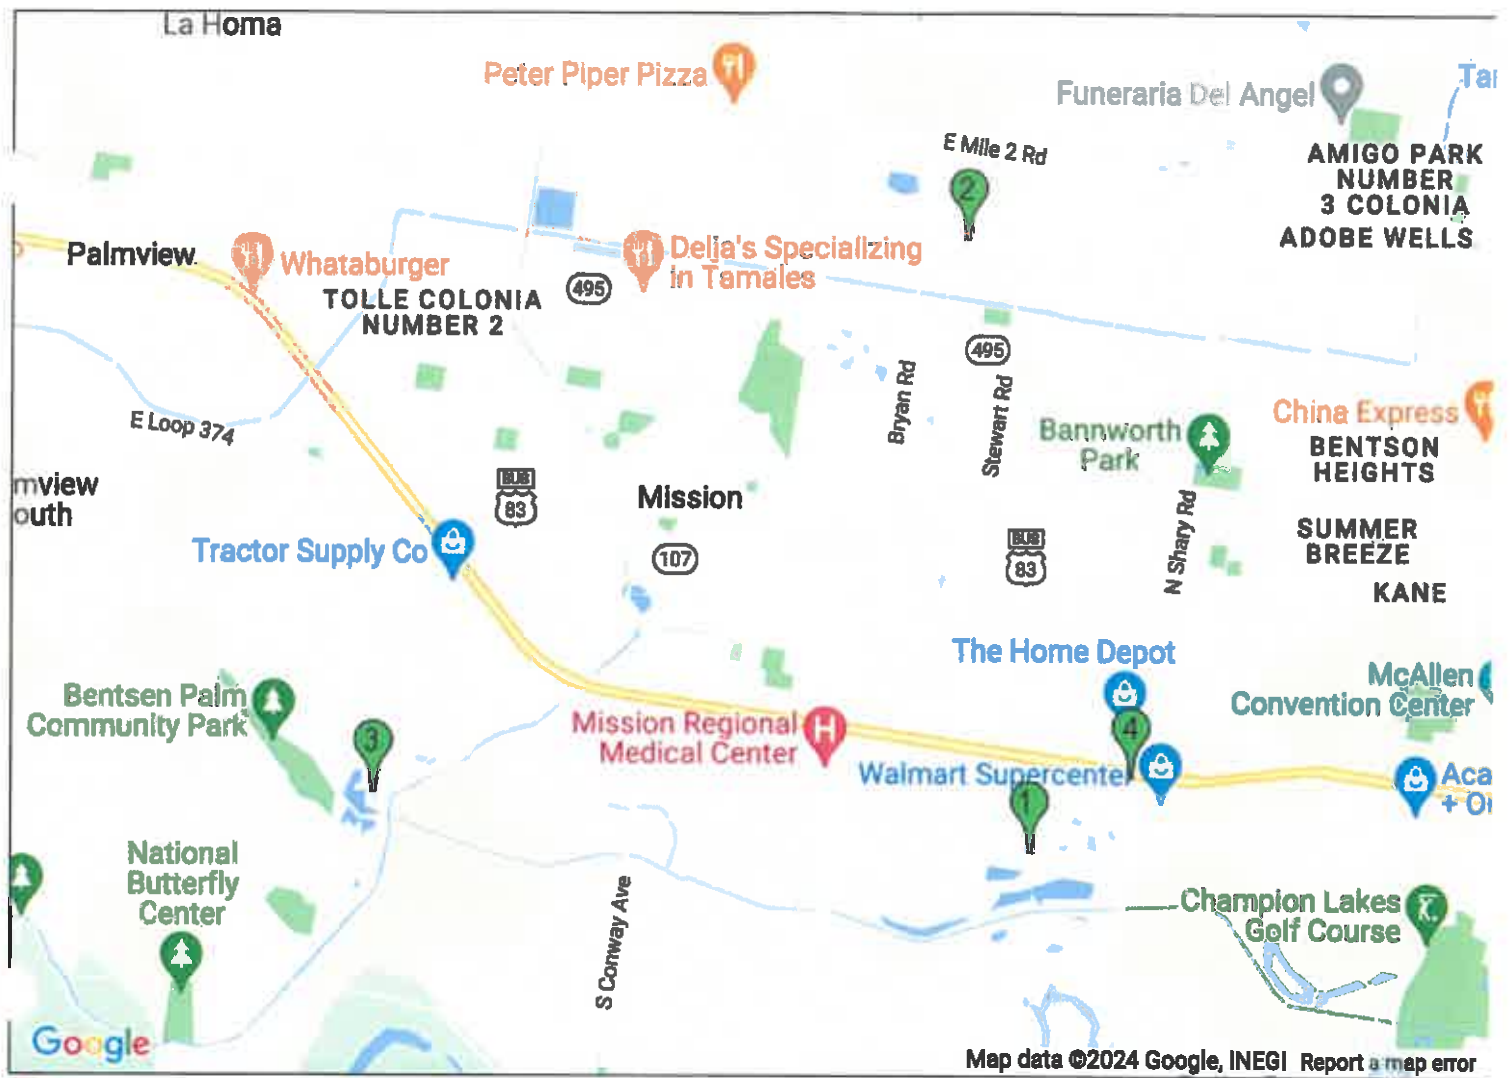 La Homa
Peter Piper Pizza
Funeraria Del Angel
E Mile 2 Rd
AMIGO PARK
NUMBER
3 COLONIA
ADOBE WELLS
2
Palmview
Whataburger
TOLLE COLONIA
NUMBER 2
495
Delia's Specializing
in Tamales
495
Bryan Rd
Stewart Rd
E Loop 374
Bannworth
Park
China Express
BENTSON
HEIGHTS
BUS
83
Mission
107
Tractor Supply Co
BUS
83
N Shary Rd
SUMMER
BREEZE
KANE
The Home Depot
McAllen
Convention Center
Bentsen Palm
Community Park
3
Mission Regional
Medical Center
H
4
Walmart Supercenter
1
National
Butterfly
Center
S Conway Ave
Champion Lakes
Golf Course
Google
Map data ©2024 Google, INEGI Report a map error